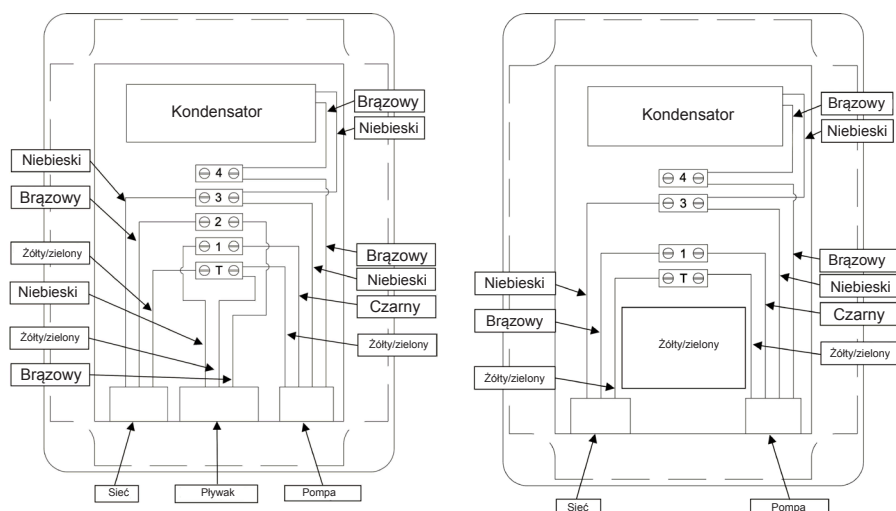 Kondensator
Brązowy
Niebieski
Niebieski
Brązowy
Żółty/zielony
Niebieski
Żółty/zielony
Brązowy
4
3
2
1
T
Brązowy
Niebieski
Czarny
Żółty/zielony
Sieć
Pływak
Pompa
Kondensator
Brązowy
Niebieski
4
3
1
T
Niebieski
Brązowy
Żółty/zielony
Żółty/zielony
Brązowy
Niebieski
Czarny
Żółty/zielony
Sieć
Pompa